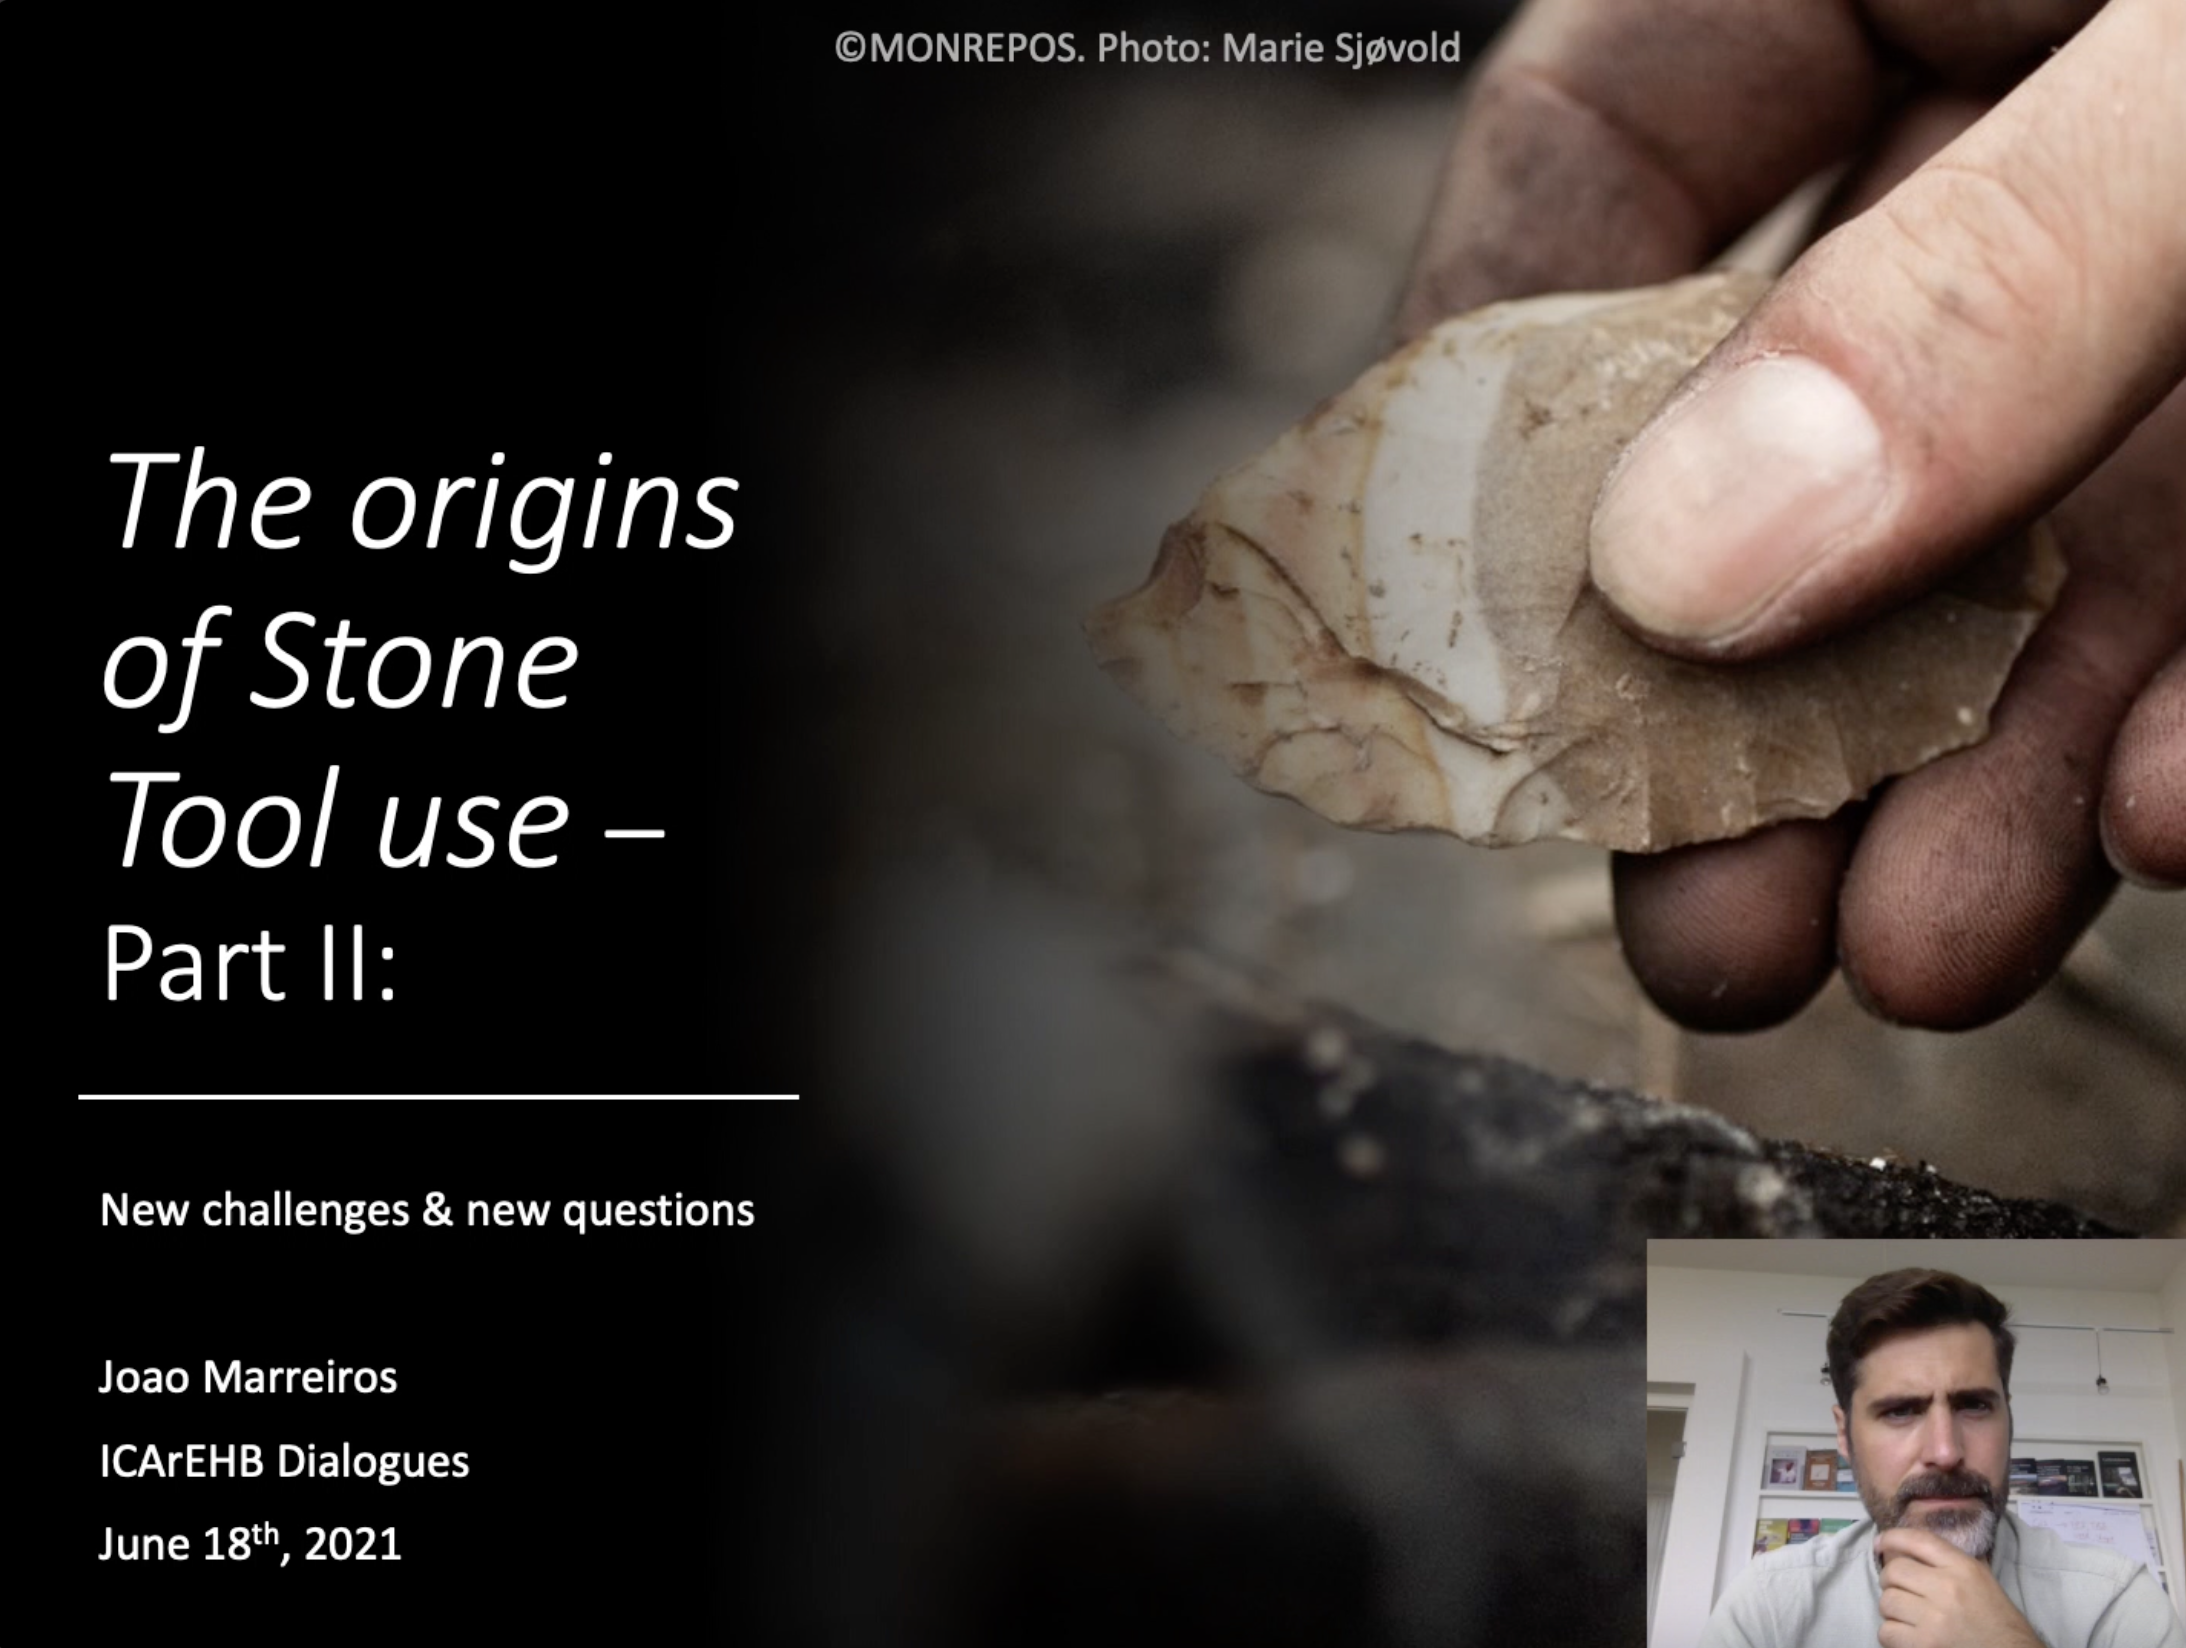 ©MONREPOS. Photo: Marie Sjøvold
The origins
of Stone
Tool use –
Part II:
New challenges & new questions
Joao Marreiros
ICArEHB Dialogues
June 18th, 2021